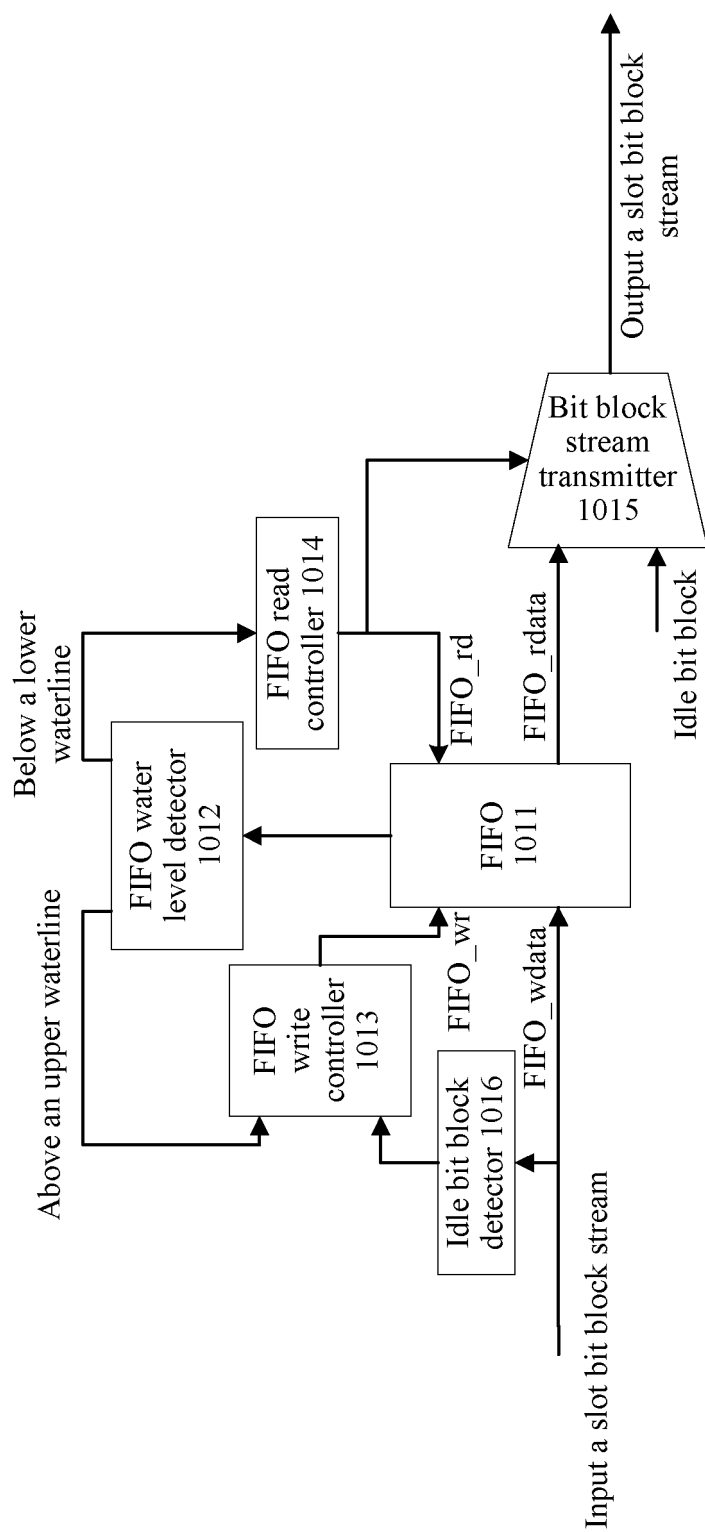 Above an upper waterline
Below a lower
waterline
FIFO water
level detector
1012
FIFO
write
controller
1013
FIFO read
controller 1014
Idle bit block
detector 1016
FIFO_wr
FIFO
1011
FIFO_rd
FIFO_wdata
FIFO_rdata
Bit block
stream
transmitter
1015
Input a slot bit block stream
Idle bit block
Output a slot bit block
stream